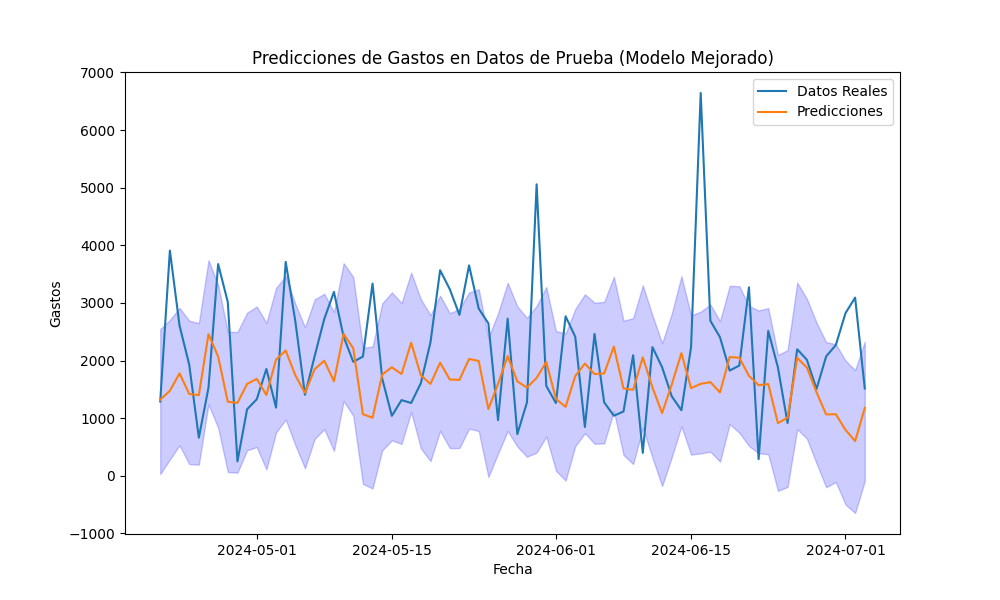 Predicciones de Gastos en Datos de Prueba (Modelo Mejorado)
Datos Reales
Predicciones
Gastos
7000
6000
5000
4000
3000
2000
1000
0
−1000
2024-05-01
2024-05-15
2024-06-01
2024-06-15
2024-07-01
Fecha